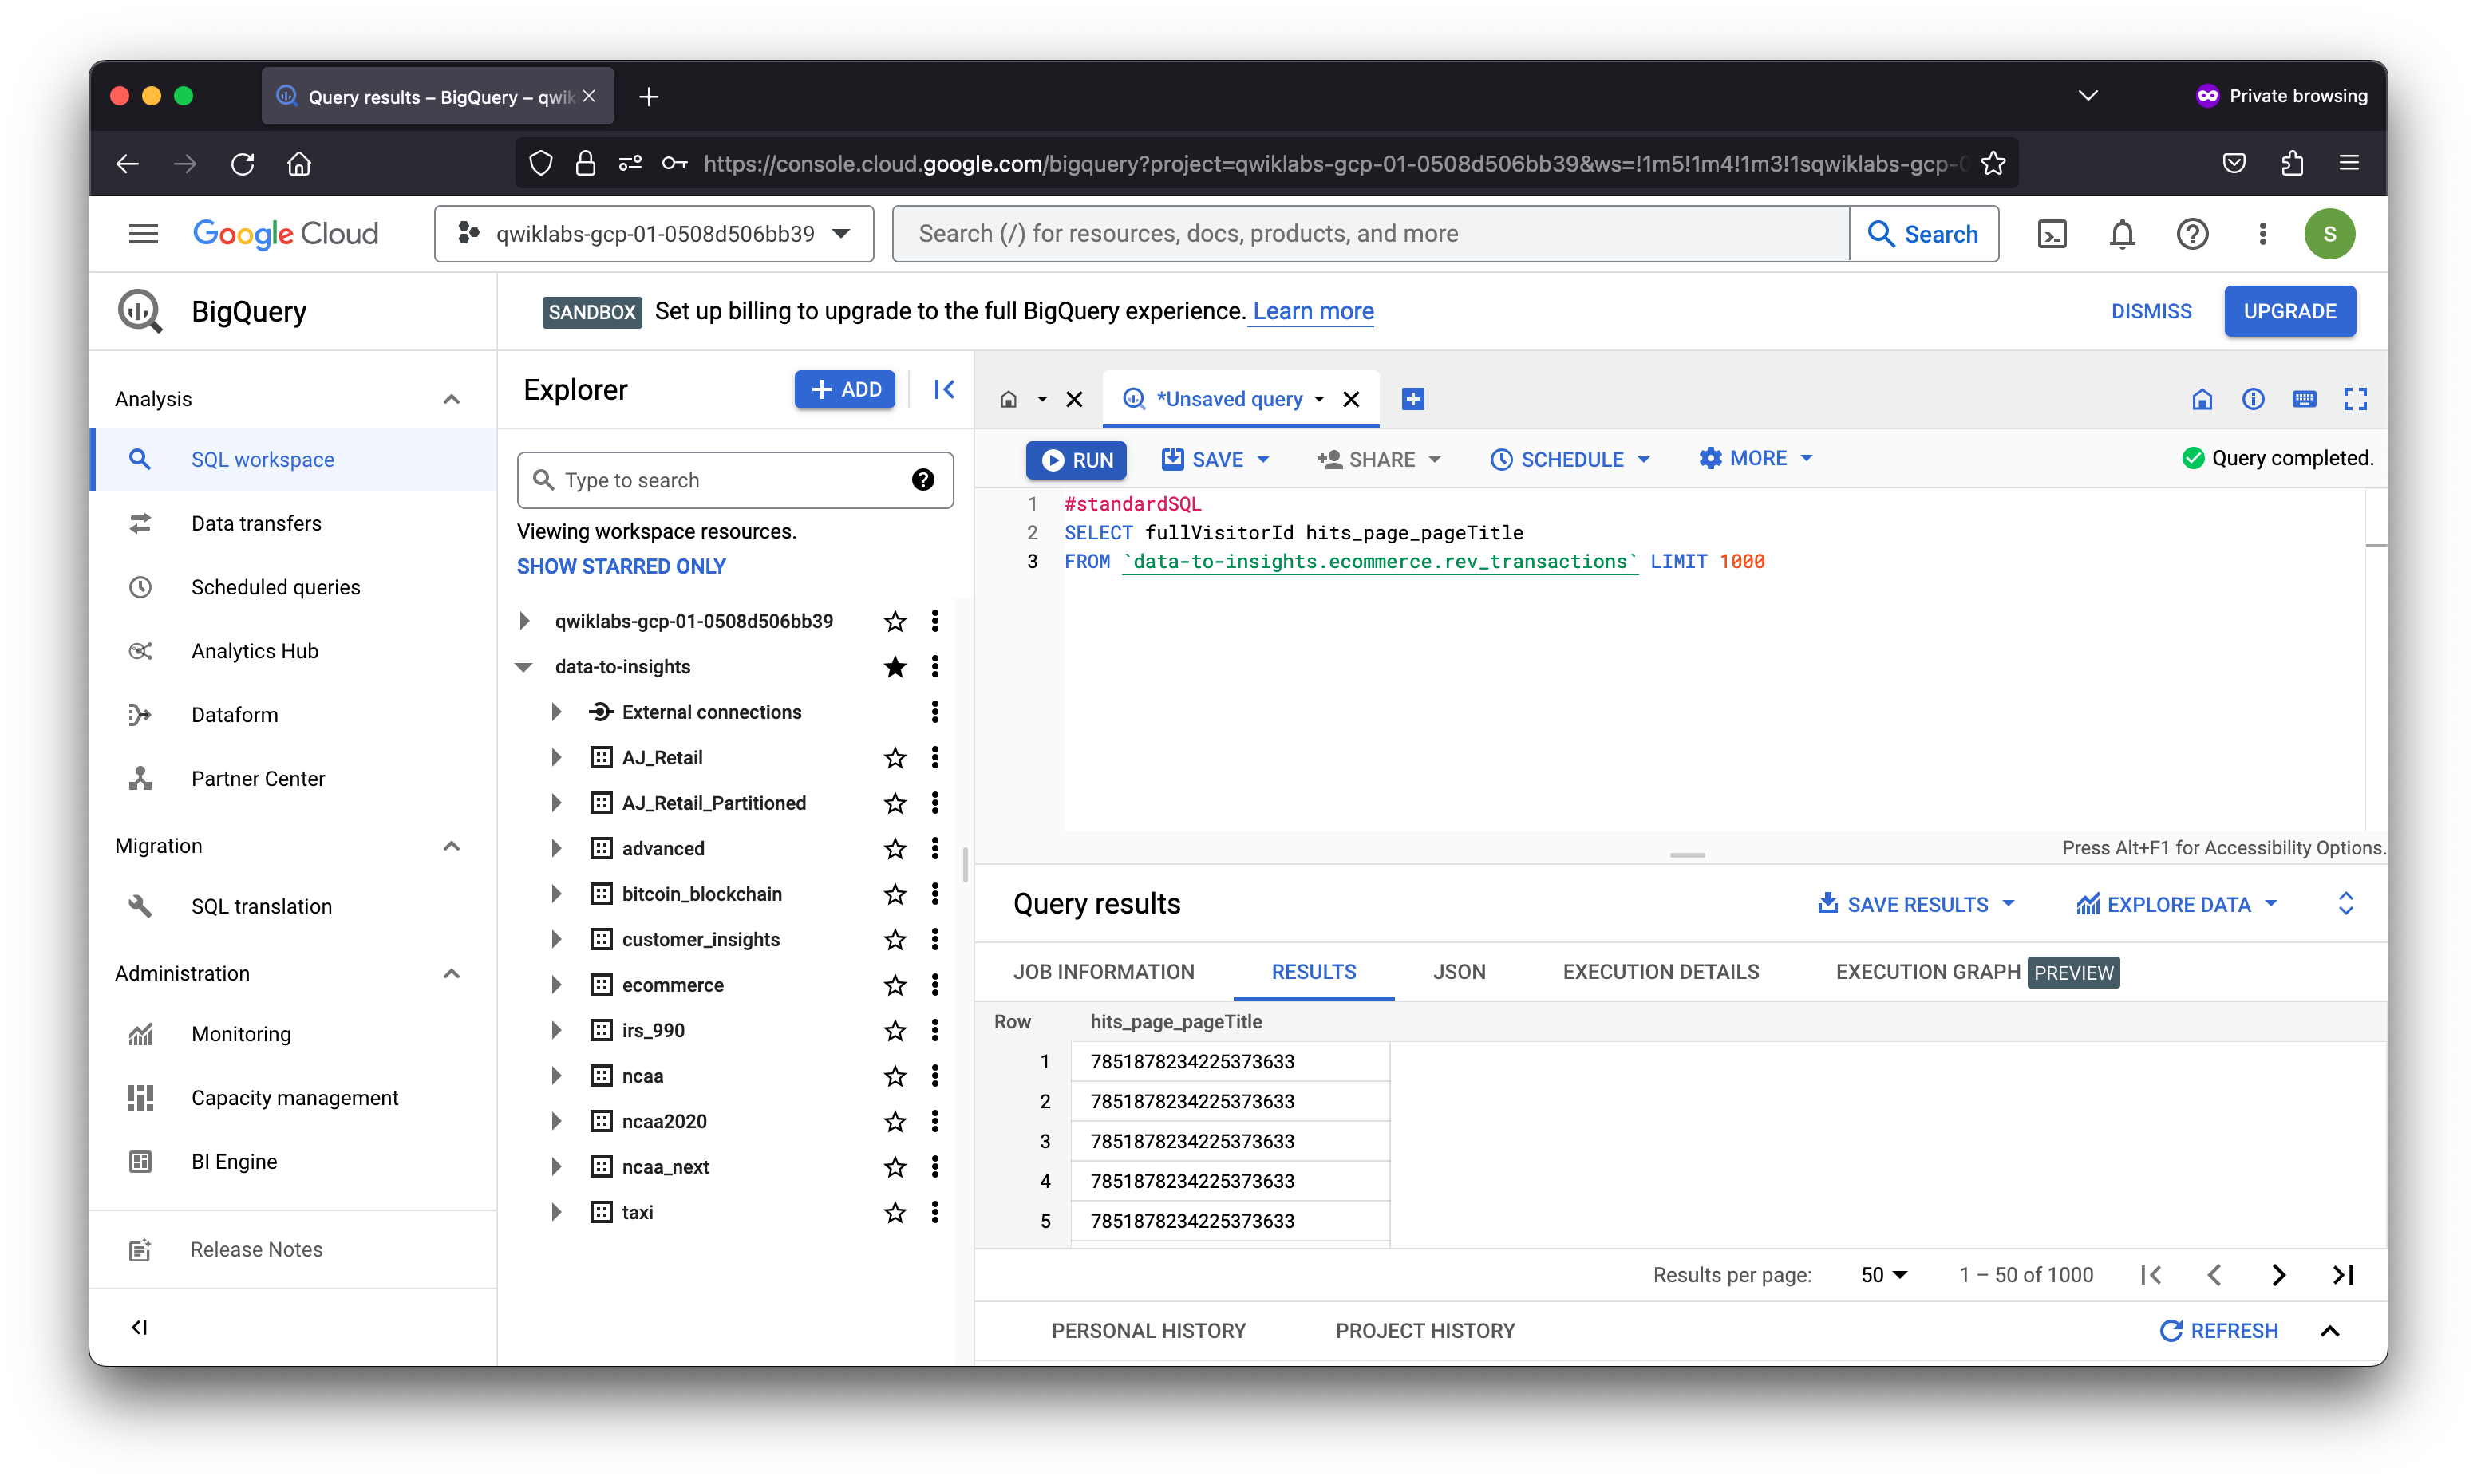 Query results – BigQuery – qwik
Private browsing
https://console.cloud.google.com/bigquery?project=qwiklabs-gcp-01-0508d506bb39&ws=!1m5!1m4!1m3!1sqwiklabs-gcp-0
Google Cloud
qwiklabs-gcp-01-0508d506bb39
Search (/) for resources, docs, products, and more
Search
S
BigQuery
SANDBOX Set up billing to upgrade to the full BigQuery experience. Learn more
DISMISS
UPGRADE
Analysis
SQL workspace
Data transfers
Scheduled queries
Analytics Hub
Dataform
Partner Center
Migration
SQL translation
Administration
Monitoring
Capacity management
BI Engine
Release Notes
Explorer
+ ADD
Type to search
Viewing workspace resources.
SHOW STARRED ONLY
qwiklabs-gcp-01-0508d506bb39
data-to-insights
External connections
AJ_Retail
AJ_Retail_Partitioned
advanced
bitcoin_blockchain
customer_insights
ecommerce
irs_990
ncaa
ncaa2020
ncaa_next
taxi
*Unsaved query
RUN
SAVE
SHARE
SCHEDULE
MORE
Query completed.
1 #standardSQL
2 SELECT fullVisitorId hits_page_pageTitle
3 FROM `data-to-insights.ecommerce.rev_transactions` LIMIT 1000
Press Alt+F1 for Accessibility Options.
Query results
SAVE RESULTS
EXPLORE DATA
JOB INFORMATION
RESULTS
JSON
EXECUTION DETAILS
EXECUTION GRAPH PREVIEW
Row hits_page_pageTitle
1 7851878234225373633
2 7851878234225373633
3 7851878234225373633
4 7851878234225373633
5 7851878234225373633
Results per page: 50 1 – 50 of 1000
PERSONAL HISTORY
PROJECT HISTORY
REFRESH